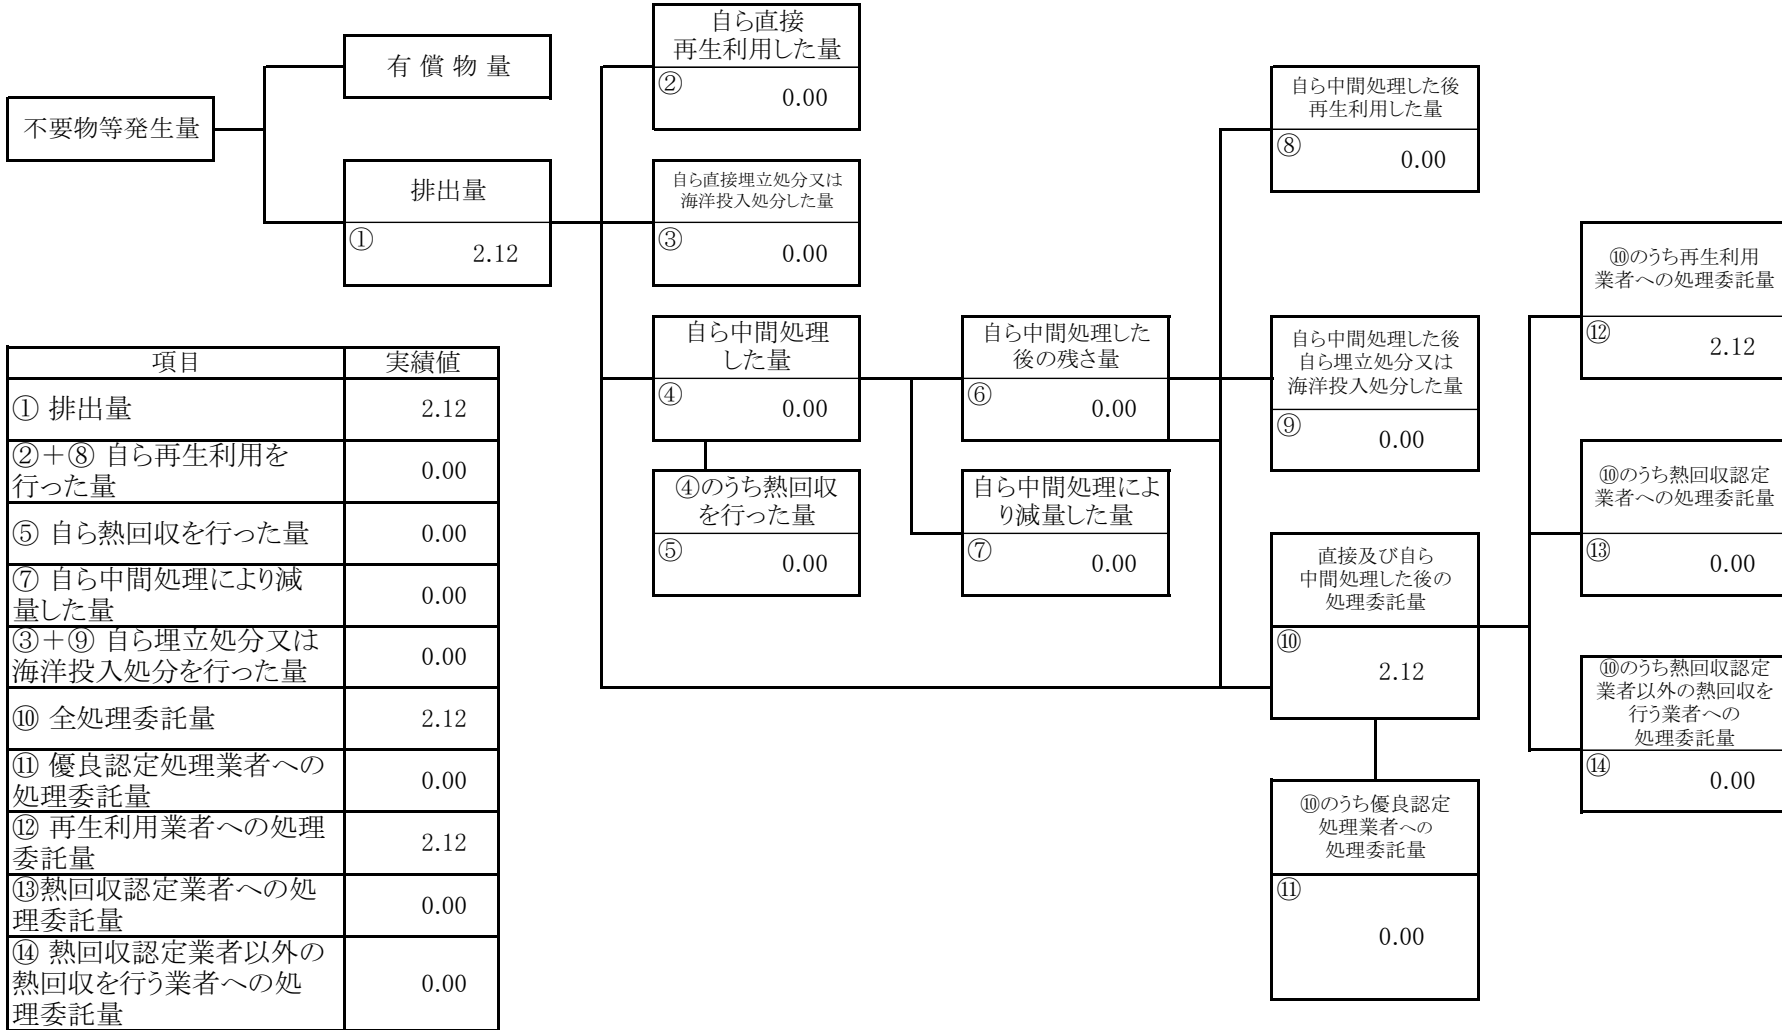 不要物等発生量
有 償 物 量
排出量
①
2.12
自ら直接
再生利用した量
②
0.00
自ら直接埋立処分又は
海洋投入処分した量
③
0.00
自ら中間処理
した量
④
0.00
④のうち熱回収
を行った量
⑤
0.00
自ら中間処理した
後の残さ量
⑥
0.00
自ら中間処理によ
り減量した量
⑦
0.00
自ら中間処理した後
再生利用した量
⑧
0.00
自ら中間処理した後
自ら埋立処分又は
海洋投入処分した量
⑨
0.00
直接及び自ら
中間処理した後の
処理委託量
⑩
2.12
⑩のうち優良認定
処理業者への
処理委託量
⑪
0.00
⑩のうち再生利用
業者への処理委託量
⑫
2.12
⑩のうち熱回収認定
業者への処理委託量
⑬
0.00
⑩のうち熱回収認定
業者以外の熱回収を
行う業者への
処理委託量
⑭
0.00
項目 実績値
① 排出量 2.12
②＋⑧ 自ら再生利用を
行った量 0.00
⑤ 自ら熱回収を行った量 0.00
⑦ 自ら中間処理により減
量した量 0.00
③＋⑨ 自ら埋立処分又は
海洋投入処分を行った量 0.00
⑩ 全処理委託量 2.12
⑪ 優良認定処理業者への
処理委託量 0.00
⑫ 再生利用業者への処理
委託量 2.12
⑬熱回収認定業者への処
理委託量 0.00
⑭ 熱回収認定業者以外の
熱回収を行う業者への処
理委託量 0.00